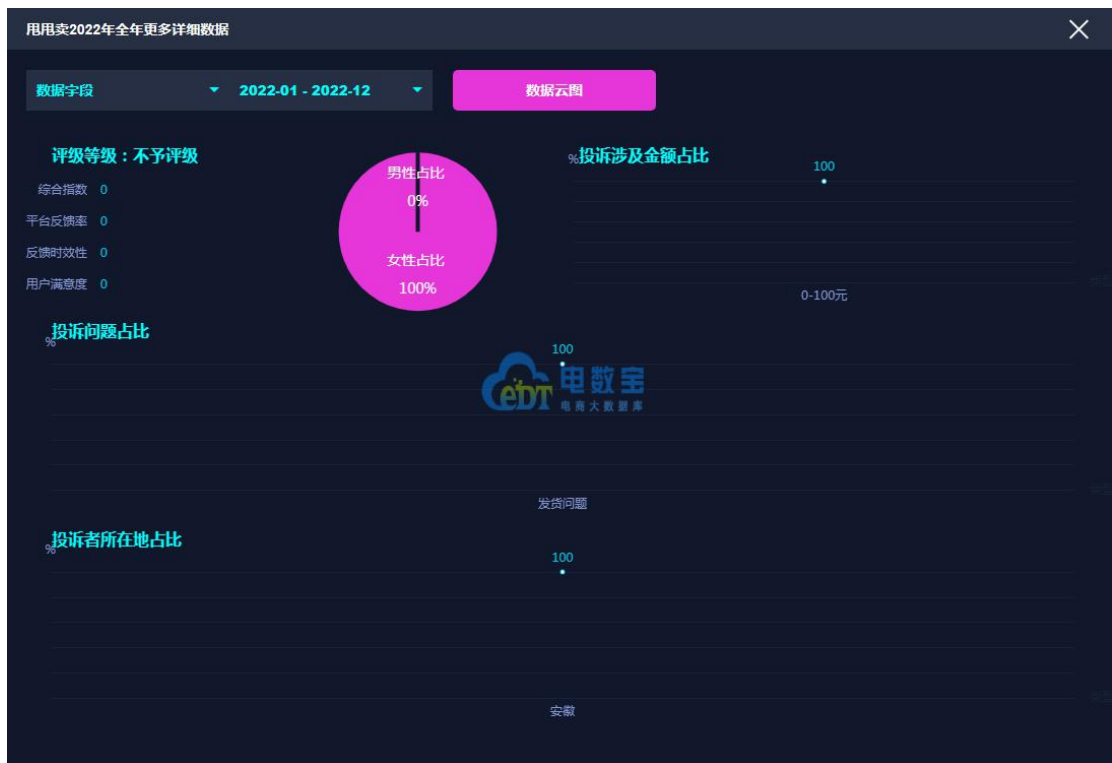 甩甩卖2022年全年更多详细数据
数据字段
2022-01 - 2022-12
数据云图
评级等级：不予评级
综合指数 0
平台反馈率 0
反馈时效性 0
用户满意度 0
男性占比
0%
女性占比
100%
%
投诉涉及金额占比
100
0-100元
投诉问题占比
%
100
eDT
电数宝
电商大数据库
发货问题
投诉者所在地占比
%
100
安徽